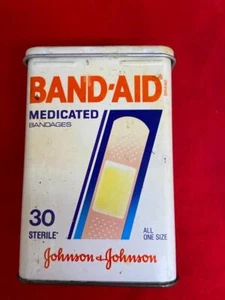 BAND-AID
MEDICATED
BANDAGES
30
STERILE*
ALL
ONE SIZE
Johnson & Johnson